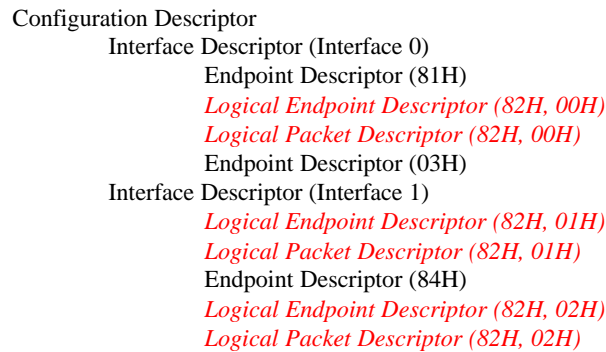 Configuration Descriptor
Interface Descriptor (Interface 0)
Endpoint Descriptor (81H)
Logical Endpoint Descriptor (82H, 00H)
Logical Packet Descriptor (82H, 00H)
Endpoint Descriptor (03H)
Interface Descriptor (Interface 1)
Logical Endpoint Descriptor (82H, 01H)
Logical Packet Descriptor (82H, 01H)
Endpoint Descriptor (84H)
Logical Endpoint Descriptor (82H, 02H)
Logical Packet Descriptor (82H, 02H)